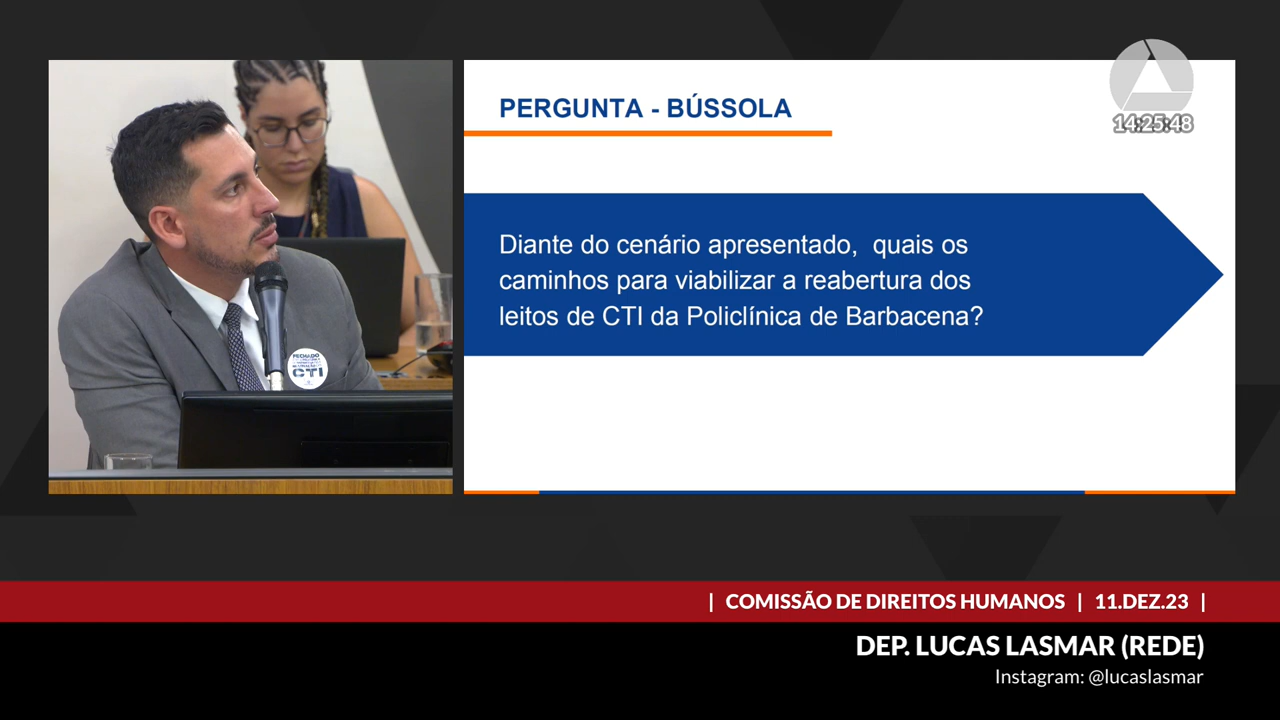 PERGUNTA - BÚSSOLA
14:25:48
Diante do cenário apresentado, quais os
caminhos para viabilizar a reabertura dos
leitos de CTI da Policlínica de Barbacena?
FECHADO
CTI
| COMISSÃO DE DIREITOS HUMANOS | 11.DEZ.23 |
DEP. LUCAS LASMAR (REDE)
Instagram: @lucaslasmar